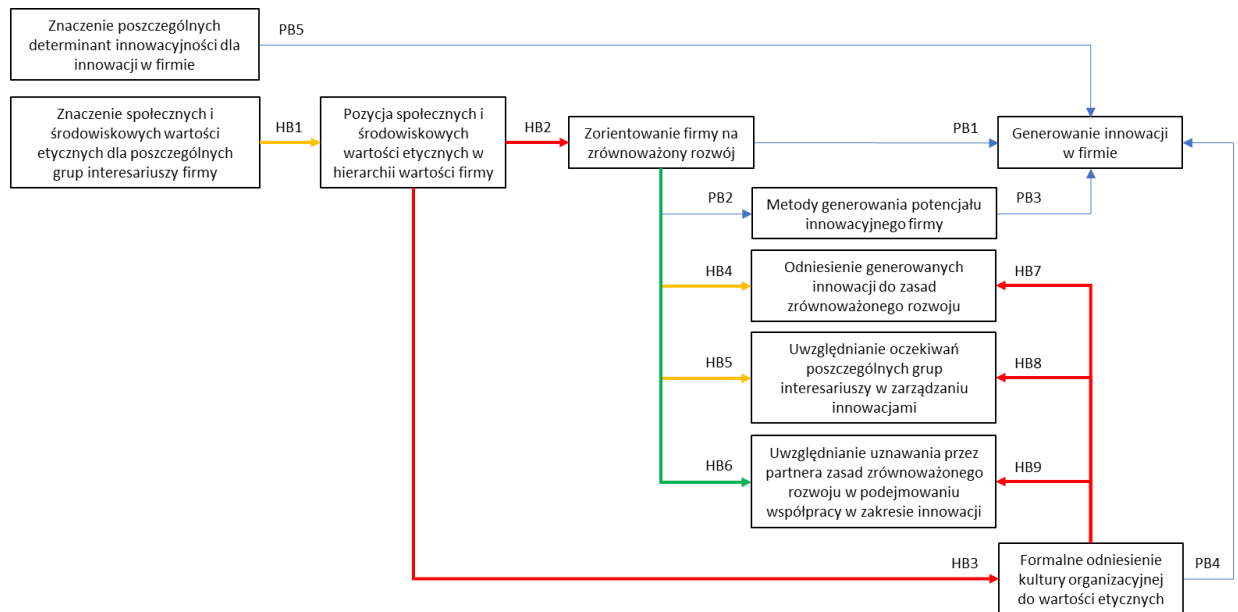 Znaczenie poszczególnych
determinant innowacyjności dla
innowacji w firmie
PB5
Znaczenie społecznych i
środowiskowych wartości
etycznych dla poszczególnych
grup interesariuszy firmy
HB1
Pozycja społecznych i
środowiskowych
wartości etycznych w
hierarchii wartości firmy
HB2
Zorientowanie firmy na
zrównoważony rozwój
PB1
Generowanie innowacji
w firmie
PB2
Metody generowania potencjału
innowacyjnego firmy
PB3
HB4
Odniesienie generowanych
innowacji do zasad
zrównoważonego rozwoju
HB7
HB5
Uwzględnianie oczekiwań
poszczególnych grup
interesariuszy w zarządzaniu
innowacjami
HB8
HB6
Uwzględnianie uznawania przez
partnera zasad zrównoważonego
rozwoju w podejmowaniu
współpracy w zakresie innowacji
HB9
HB3
Formalne odniesienie
kultury organizacyjnej
do wartości etycznych
PB4